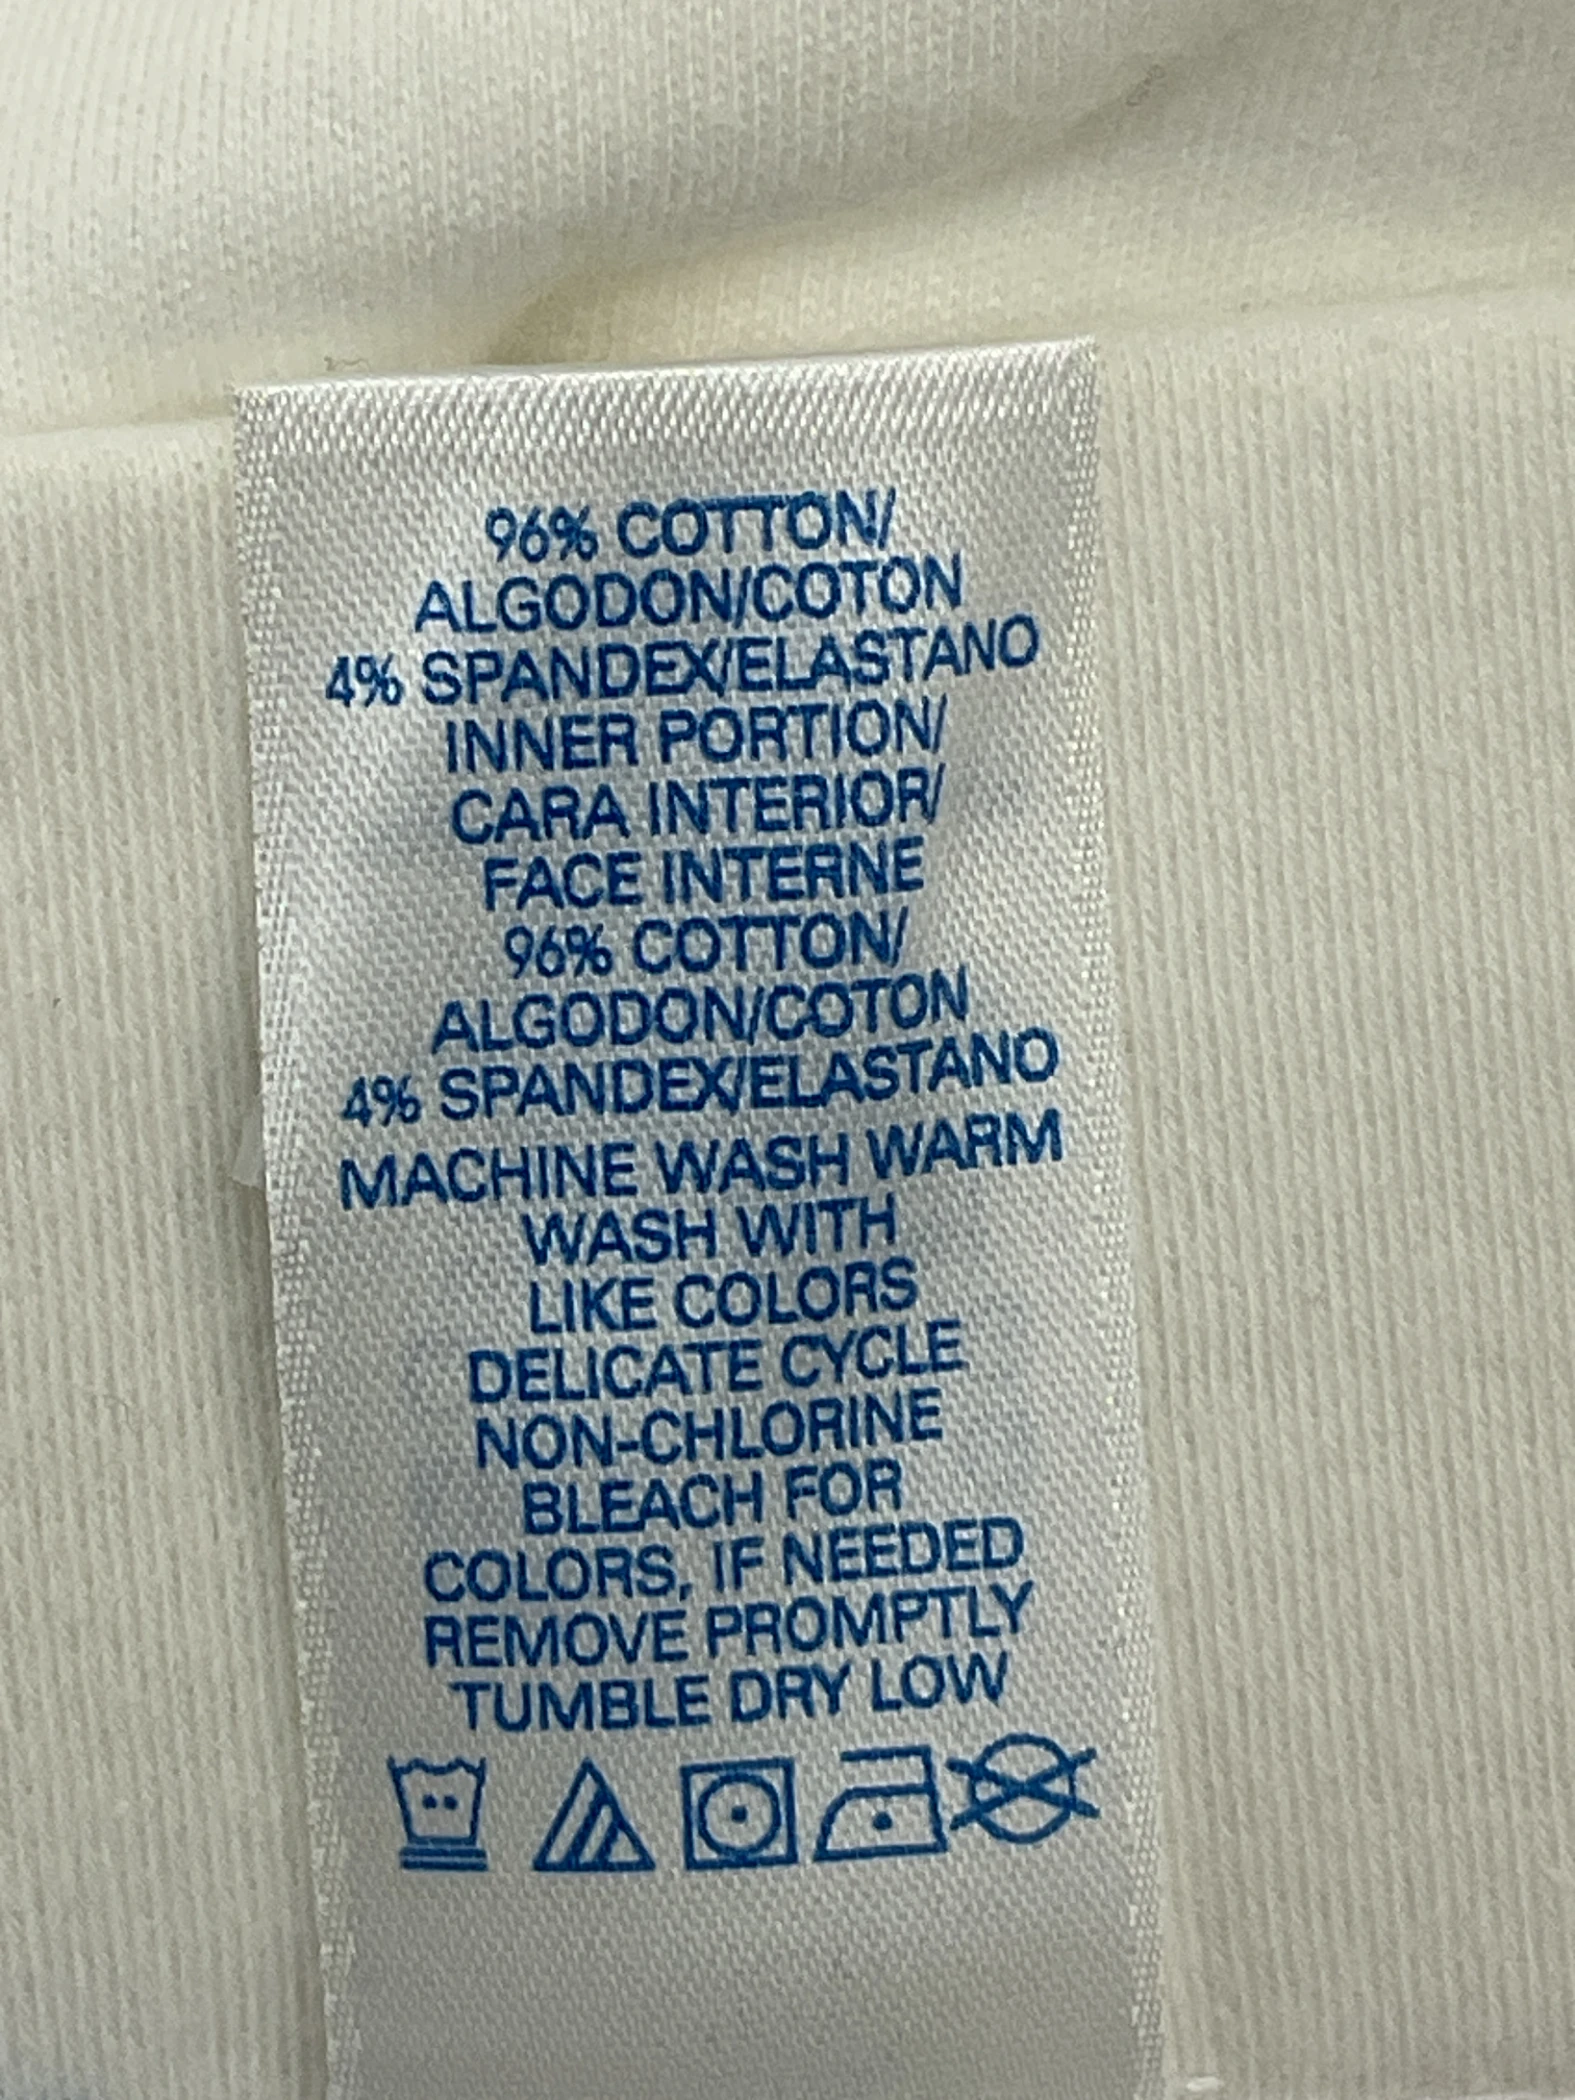 96% COTTON/
ALGODON/COTON
4% SPANDEX/ELASTANO
INNER PORTION/
CARA INTERIOR/
FACE INTERNE
96% COTTON/
ALGODON/COTON
4% SPANDEX/ELASTANO
MACHINE WASH WARM
WASH WITH
LIKE COLORS
DELICATE CYCLE
NON-CHLORINE
BLEACH FOR
COLORS, IF NEEDED
REMOVE PROMPTLY
TUMBLE DRY LOW